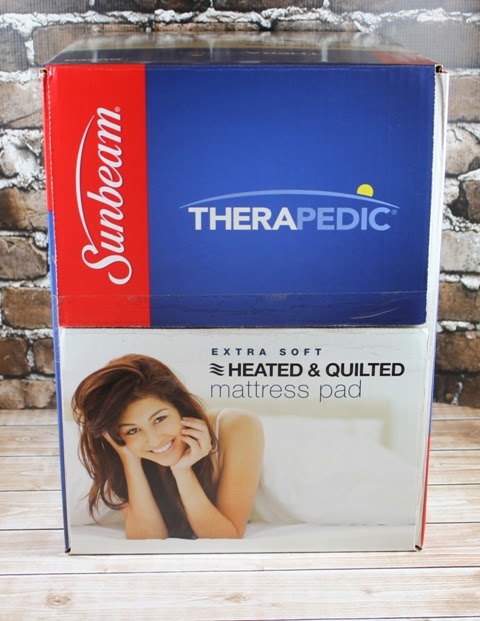 Sunbeam®
THERAPEDIC®
EXTRA SOFT
HEATED & QUILTED
mattress pad